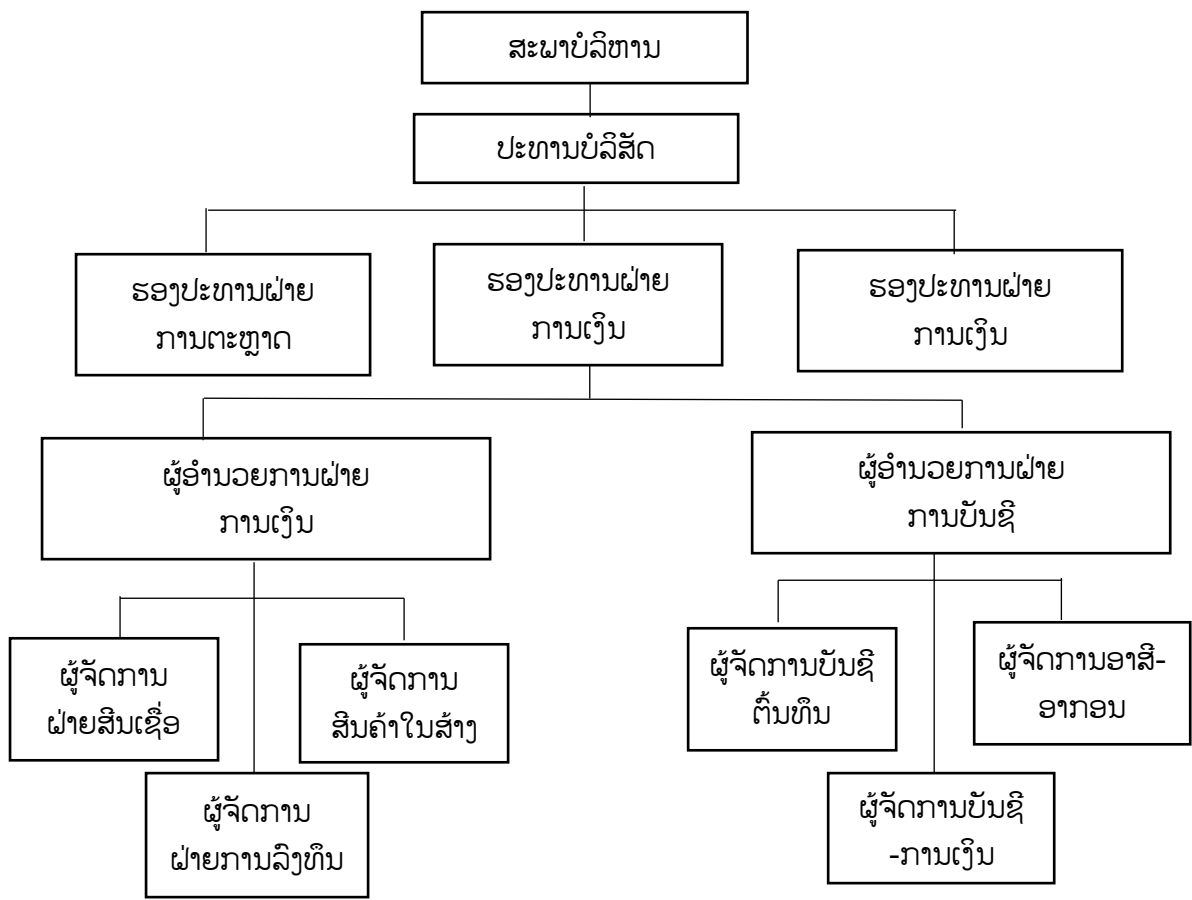 ສະພາບໍລິຫານ
ປະທານບໍລິສັດ
ຮອງປະທານຝ່າຍ
ການຕະຫຼາດ
ຮອງປະທານຝ່າຍ
ການເງິນ
ຮອງປະທານຝ່າຍ
ການເງິນ
ຜູ້ອຳນວຍການຝ່າຍ
ການເງິນ
ຜູ້ອຳນວຍການຝ່າຍ
ການບັນຊີ
ຜູ້ຈັດການ
ຝ່າຍສີນເຊື່ອ
ຜູ້ຈັດການ
ສີນຄ້າໃນສ້າງ
ຜູ້ຈັດການບັນຊີ
ຕົ້ນທຶນ
ຜູ້ຈັດການອາສີ-
ອາກອນ
ຜູ້ຈັດການ
ຝ່າຍການລົງທຶນ
ຜູ້ຈັດການບັນຊີ
-ການເງິນ